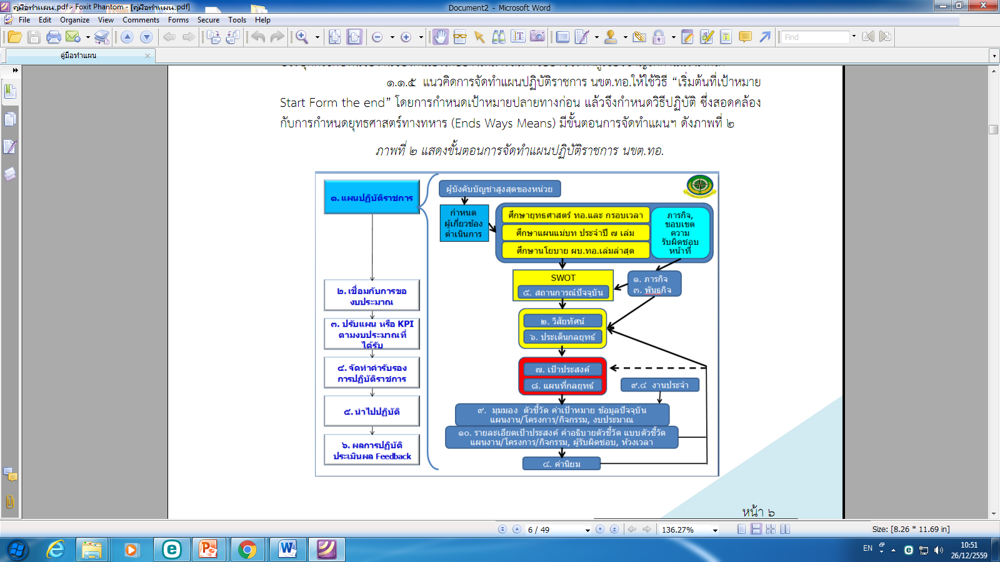 คู่มือทำแผน.pdf - Foxit Phantom - [คู่มือทำแผน.pdf]
Document2 - Microsoft Word
File Edit Organize View Comments Forms Secure Tools Help
Find
คู่มือทำแผน
๑.๑.๕ แนวคิดการจัดทำแผนปฏิบัติราชการ นขต.ทอ.ให้ใช้วิธี “เริ่มต้นที่เป้าหมาย
Start Form the end” โดยการกำหนดเป้าหมายปลายทางก่อน แล้วจึงกำหนดวิธีปฏิบัติ ซึ่งสอดคล้อง
กับการกำหนดยุทธศาสตร์ทางทหาร (Ends Ways Means) มีขั้นตอนการจัดทำแผนฯ ดังภาพที่ ๒
ภาพที่ ๒ แสดงขั้นตอนการจัดทำแผนปฏิบัติราชการ นขต.ทอ.
๑. แผนปฏิบัติราชการ
๒. เชื่อมกับการขอ
งบประมาณ
๓. ปรับแผน หรือ KPI
ตามงบประมาณที่
ได้รับ
๔. จัดทำคำรับรอง
การปฏิบัติราชการ
๕. นำไปปฏิบัติ
๖. ผลการปฏิบัติ
ประเมินผล Feedback
ผู้บังคับบัญชาสูงสุดของหน่วย
กำหนด
ผู้เกี่ยวข้อง
ดำเนินการ
ศึกษายุทธศาสตร์ ทอ.และ กรอบเวลา
ศึกษาแผนแม่บท ประจำปี ๗ เล่ม
ศึกษานโยบาย ผบ.ทอ.เล่มล่าสุด
ภารกิจ,
ขอบเขต
ความ
รับผิดชอบ
หน้าที่
SWOT
๕. สถานการณ์ปัจจุบัน
๑. ภารกิจ
๓. พันธกิจ
๒. วิสัยทัศน์
๖. ประเด็นกลยุทธ์
๗. เป้าประสงค์
๘. แผนที่กลยุทธ์
๙.๔ งานประจำ
๙. มุมมอง ตัวชี้วัด ค่าเป้าหมาย ข้อมูลปัจจุบัน
แผนงาน/โครงการ/กิจกรรม, งบประมาณ
๑๐. รายละเอียดเป้าประสงค์ คำอธิบายตัวชี้วัด แบบตัวชี้วัด
แผนงาน/โครงการ/กิจกรรม, ผู้รับผิดชอบ, ห้วงเวลา
๔. ค่านิยม
หน้า ๖
6 / 49
136.27%
Size: [8.26 * 11.69 in]
EN
10:51
26/12/2559